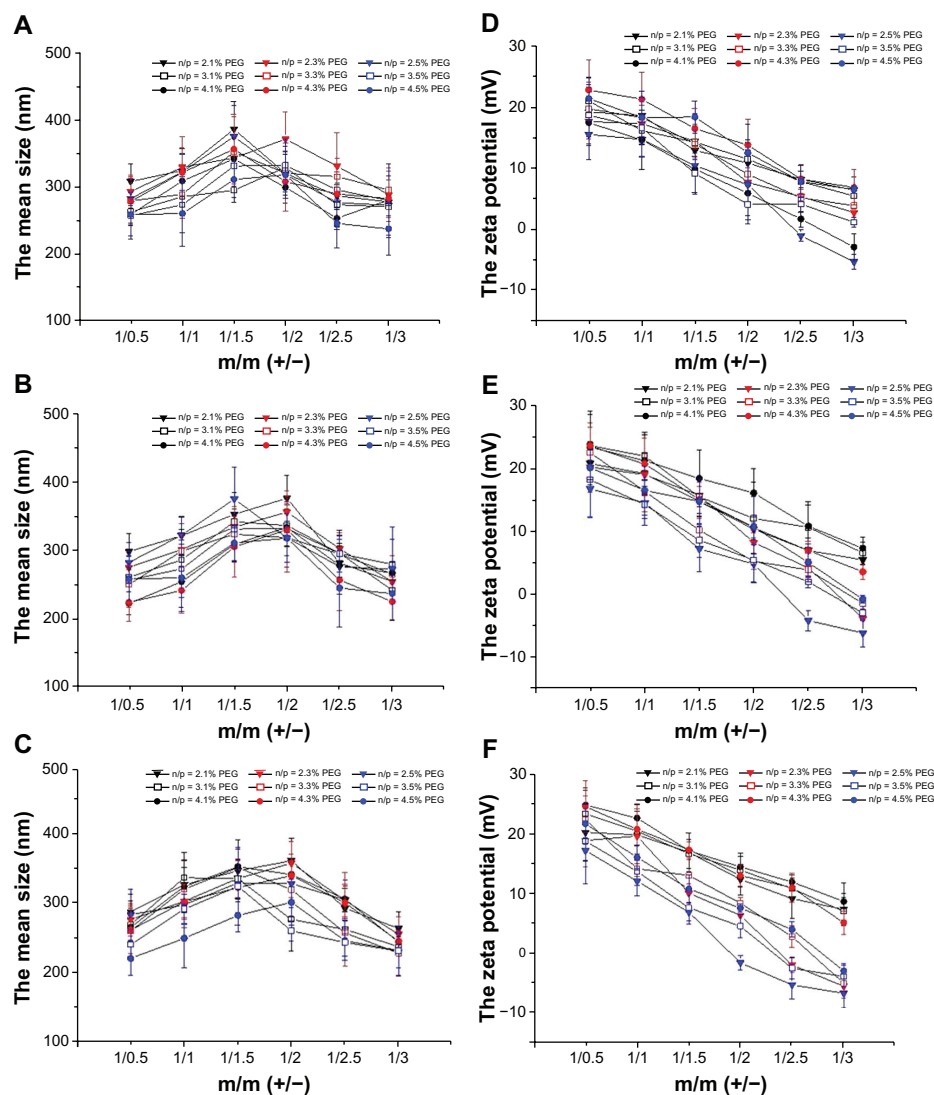 A
The mean size (nm)
500
400
300
200
100
n/p = 2.1% PEG n/p = 2.3% PEG n/p = 2.5% PEG
n/p = 3.1% PEG n/p = 3.3% PEG n/p = 3.5% PEG
n/p = 4.1% PEG n/p = 4.3% PEG n/p = 4.5% PEG
1/0.5 1/1 1/1.5 1/2 1/2.5 1/3
m/m (+/−)
D
The zeta potential (mV)
30
20
10
0
−10
n/p = 2.1% PEG n/p = 2.3% PEG n/p = 2.5% PEG
n/p = 3.1% PEG n/p = 3.3% PEG n/p = 3.5% PEG
n/p = 4.1% PEG n/p = 4.3% PEG n/p = 4.5% PEG
1/0.5 1/1 1/1.5 1/2 1/2.5 1/3
m/m (+/−)
B
The mean size (nm)
500
400
300
200
100
n/p = 2.1% PEG n/p = 2.3% PEG n/p = 2.5% PEG
n/p = 3.1% PEG n/p = 3.3% PEG n/p = 3.5% PEG
n/p = 4.1% PEG n/p = 4.3% PEG n/p = 4.5% PEG
1/0.5 1/1 1/1.5 1/2 1/2.5 1/3
m/m (+/−)
E
The zeta potential (mV)
30
20
10
0
−10
n/p = 2.1% PEG n/p = 2.3% PEG n/p = 2.5% PEG
n/p = 3.1% PEG n/p = 3.3% PEG n/p = 3.5% PEG
n/p = 4.1% PEG n/p = 4.3% PEG n/p = 4.5% PEG
1/0.5 1/1 1/1.5 1/2 1/2.5 1/3
m/m (+/−)
C
The mean size (nm)
500
400
300
200
100
n/p = 2.1% PEG n/p = 2.3% PEG n/p = 2.5% PEG
n/p = 3.1% PEG n/p = 3.3% PEG n/p = 3.5% PEG
n/p = 4.1% PEG n/p = 4.3% PEG n/p = 4.5% PEG
1/0.5 1/1 1/1.5 1/2 1/2.5 1/3
m/m (+/−)
F
The zeta potential (mV)
30
20
10
0
−10
n/p = 2.1% PEG n/p = 2.3% PEG n/p = 2.5% PEG
n/p = 3.1% PEG n/p = 3.3% PEG n/p = 3.5% PEG
n/p = 4.1% PEG n/p = 4.3% PEG n/p = 4.5% PEG
1/0.5 1/1 1/1.5 1/2 1/2.5 1/3
m/m (+/−)